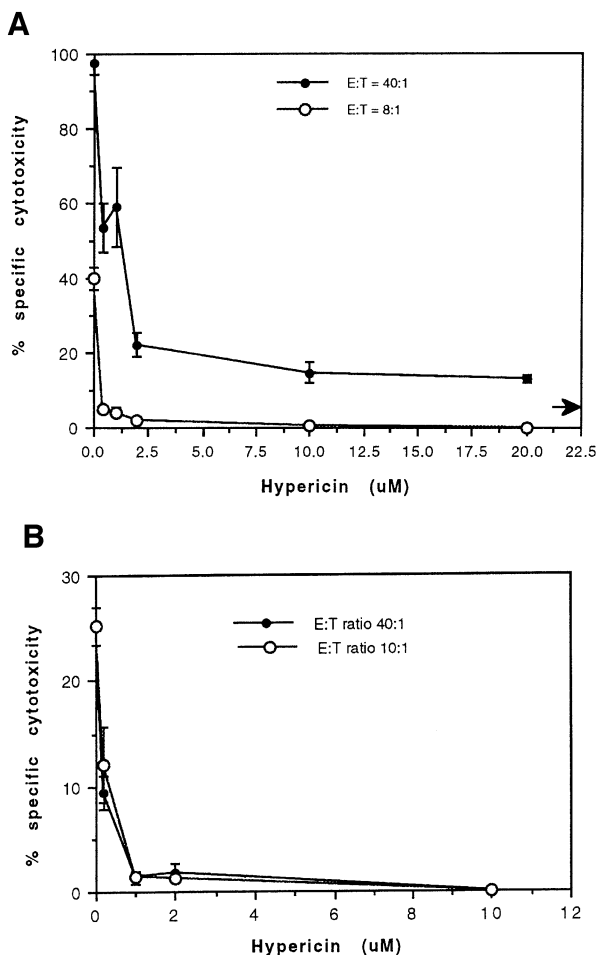 A
100
80
60
40
20
0
% specific cytotoxicity
E:T = 40:1
E:T = 8:1
0.0 2.5 5.0 7.5 10.0 12.5 15.0 17.5 20.0 22.5
Hypericin (uM)
B
30
20
10
0
% specific cytotoxicity
E:T ratio 40:1
E:T ratio 10:1
0 2 4 6 8 10 12
Hypericin (uM)